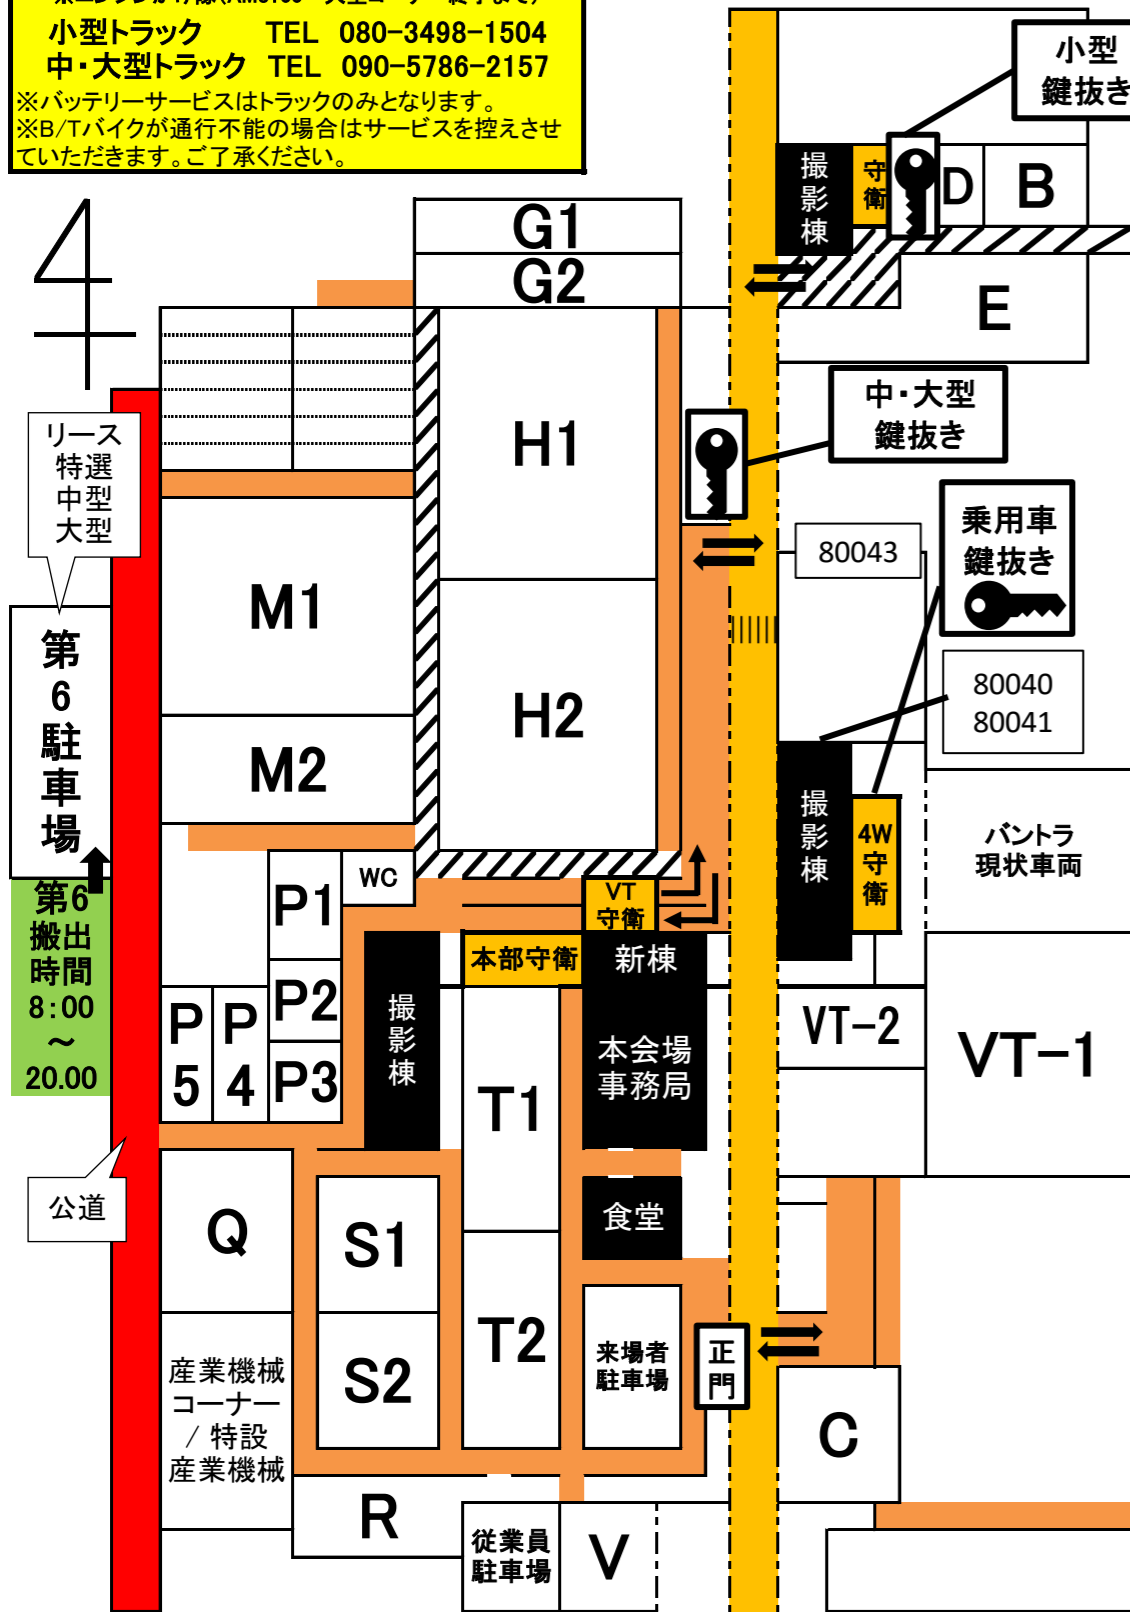 小型トラック TEL 080-3498-1504
中・大型トラック TEL 090-5786-2157
※バッテリーサービスはトラックのみとなります。
※B/Tバイクが通行不能の場合はサービスを控えさせ
ていただきます。ご了承ください。
小型
鍵抜き
撮影棟
守衛
D
B
G1
G2
E
中・大型
鍵抜き
リース
特選
中型
大型
H1
乗用車
鍵抜き
80043
M1
第6駐車場
H2
80040
80041
M2
撮影棟
4W
守衛
バントラ
現状車両
WC
P1
VT
守衛
第6
搬出
時間
8:00
~
20.00
本部守衛
新棟
P2
撮影棟
P5
P4
P3
本会場
事務局
VT-2
VT-1
T1
公道
Q
S1
食堂
T2
来場者
駐車場
正門
S2
産業機械
コーナー
/ 特設
産業機械
C
R
従業員
駐車場
V